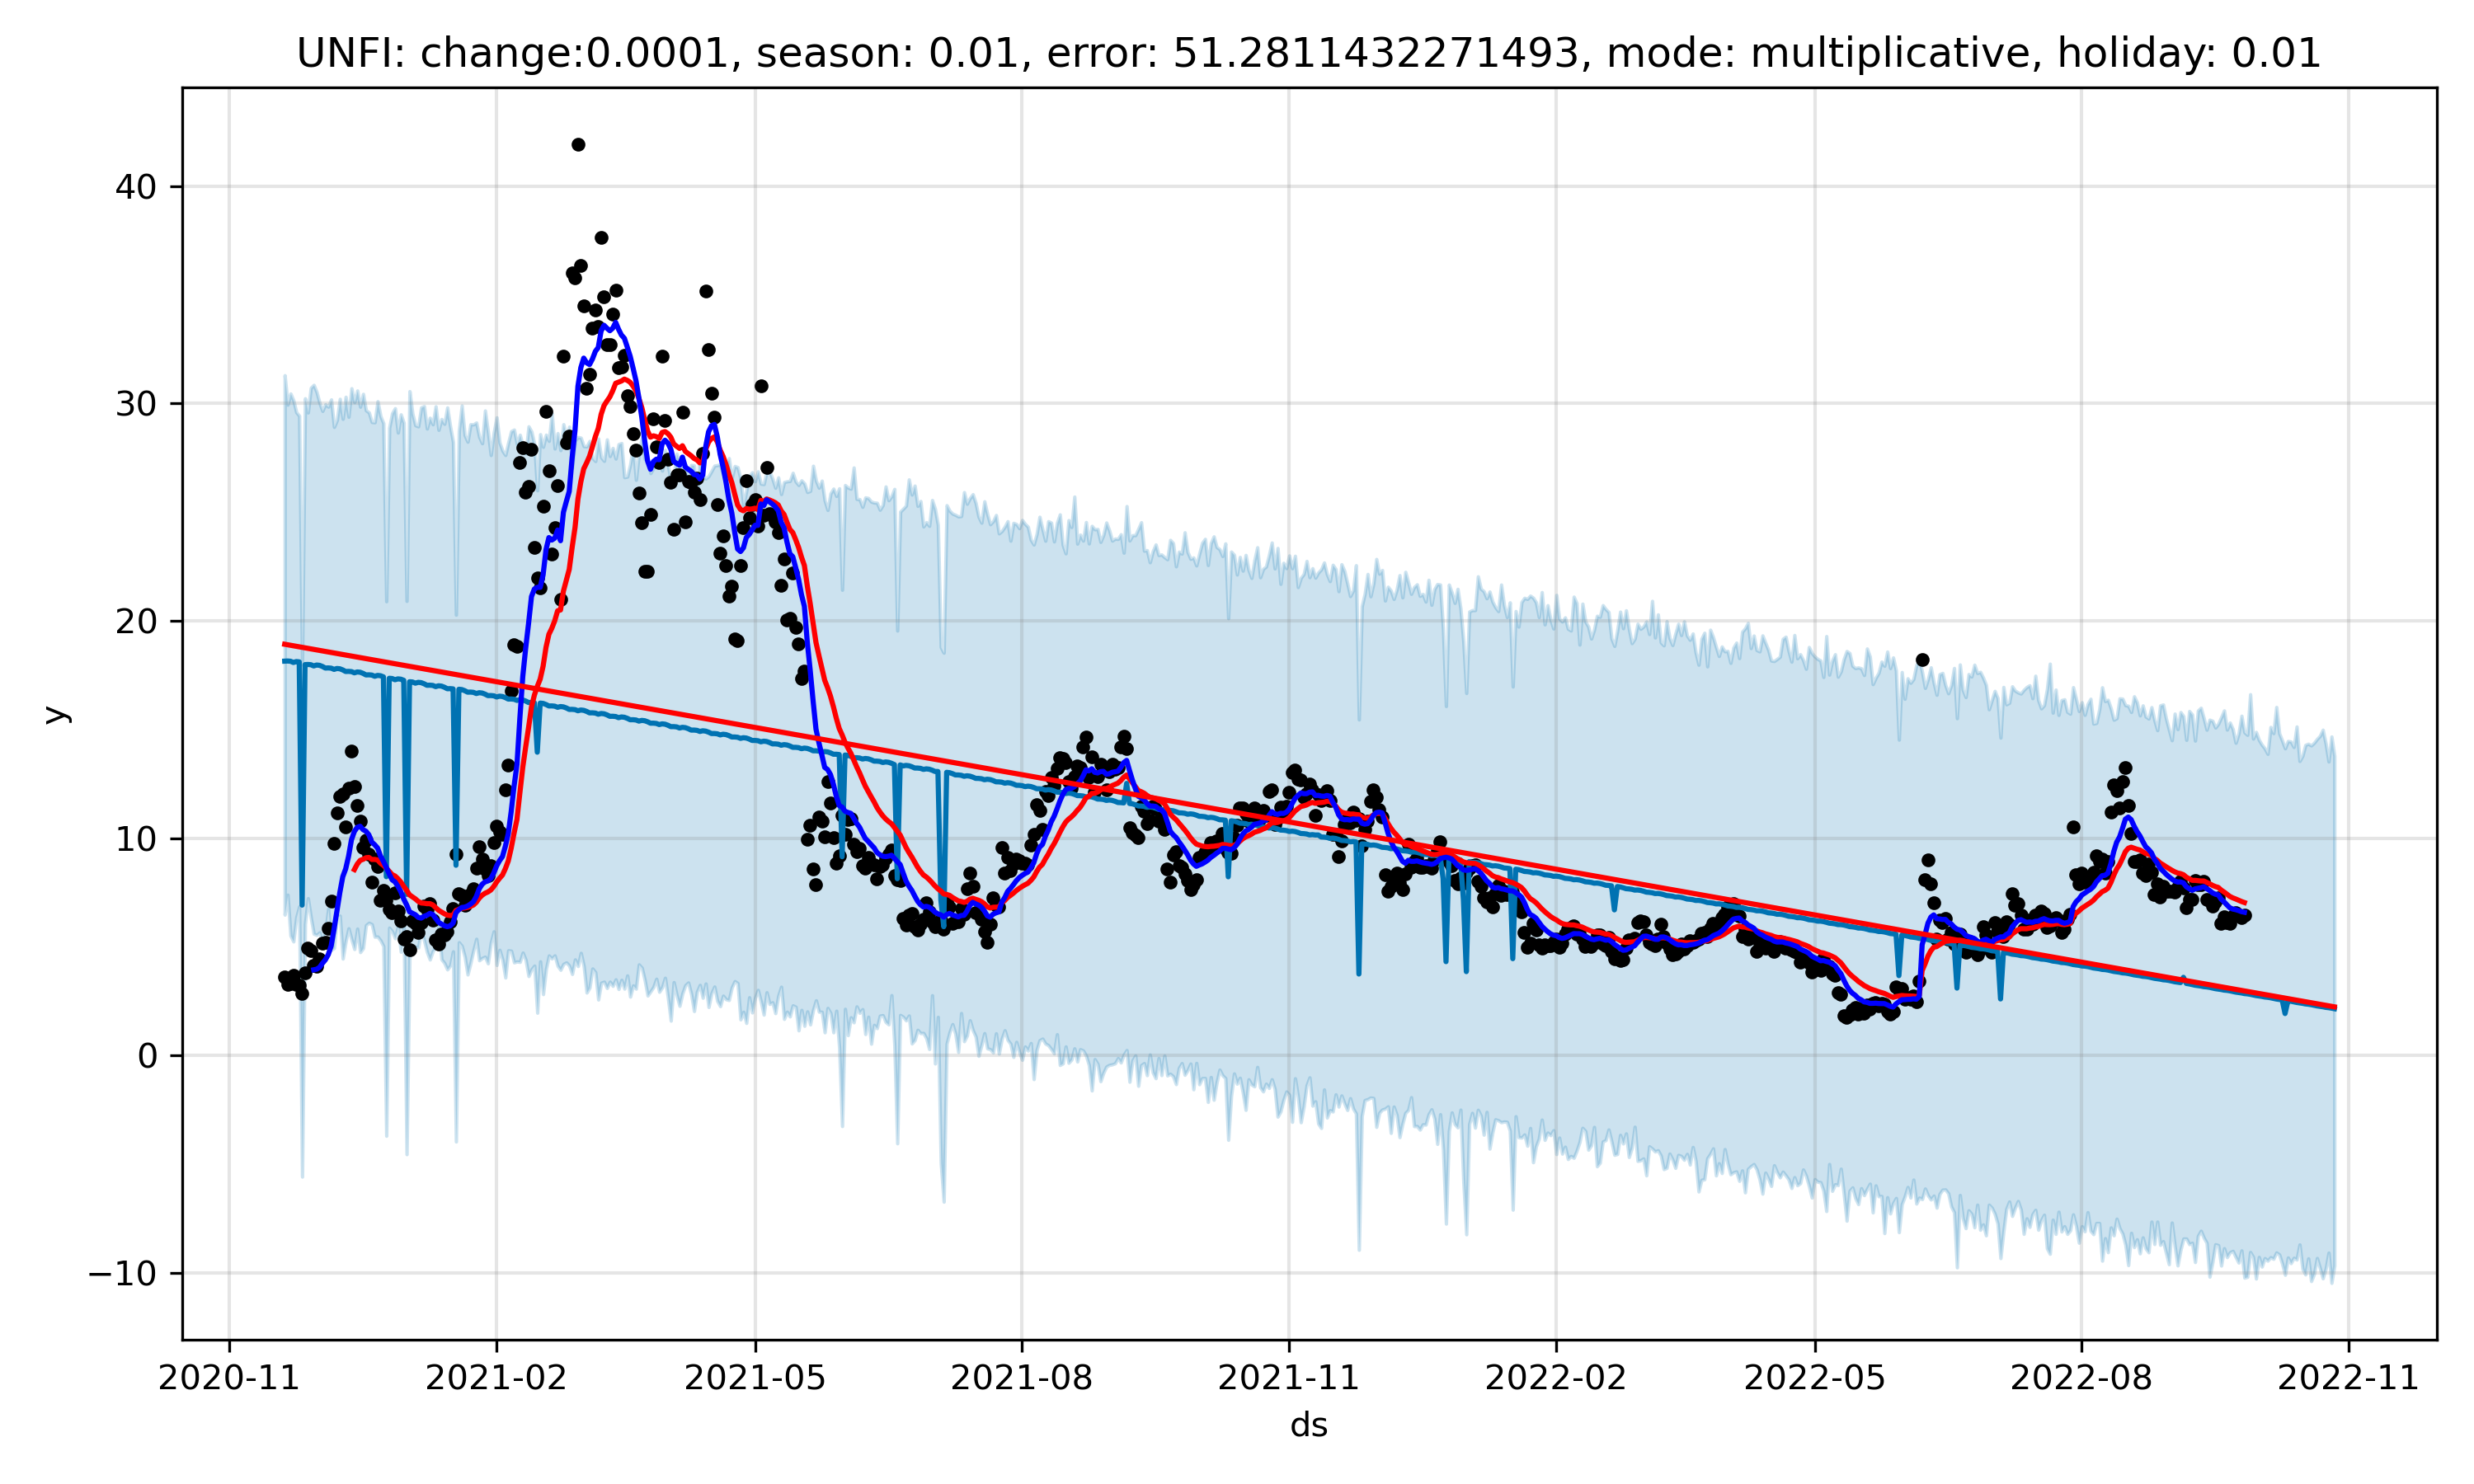 UNFI: change:0.0001, season: 0.01, error: 51.2811432271493, mode: multiplicative, holiday: 0.01
y
40
30
20
10
0
−10
2020-11 2021-02 2021-05 2021-08 2021-11 2022-02 2022-05 2022-08 2022-11
ds